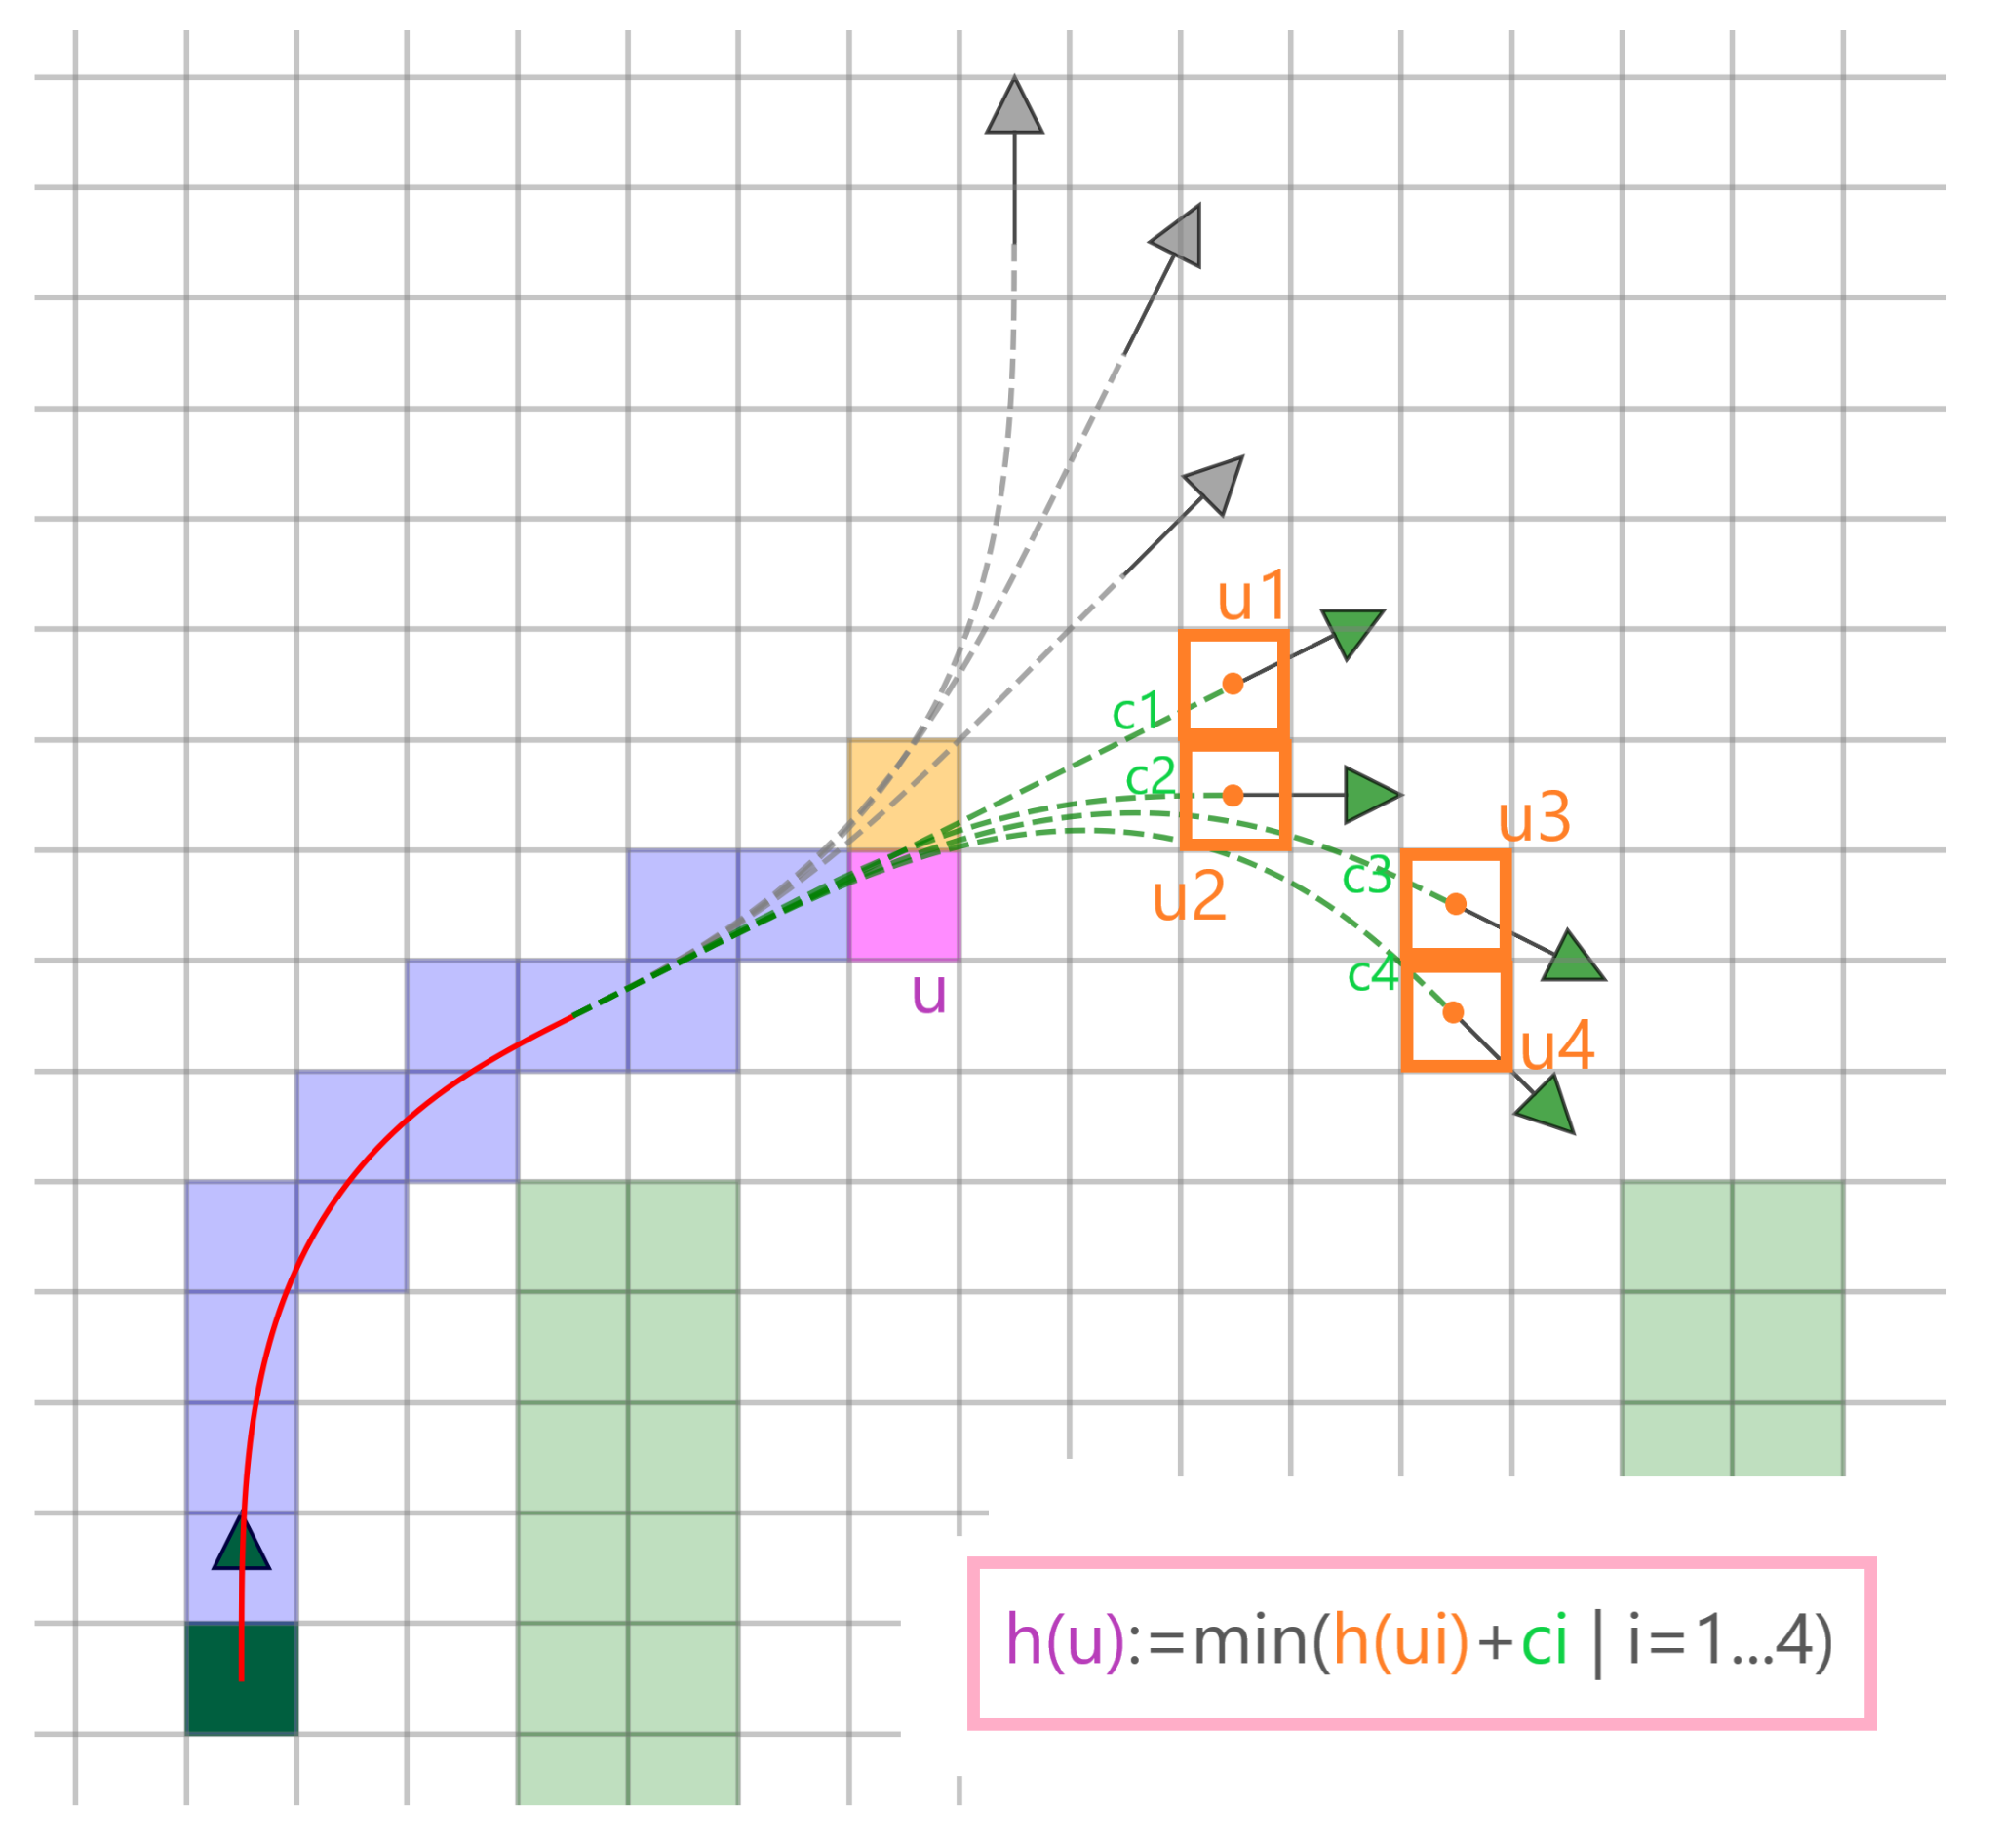 u1
c1
c2
u3
u2
c3
c4
u
u4
h(u):=min(h(ui)+ci | i=1...4)